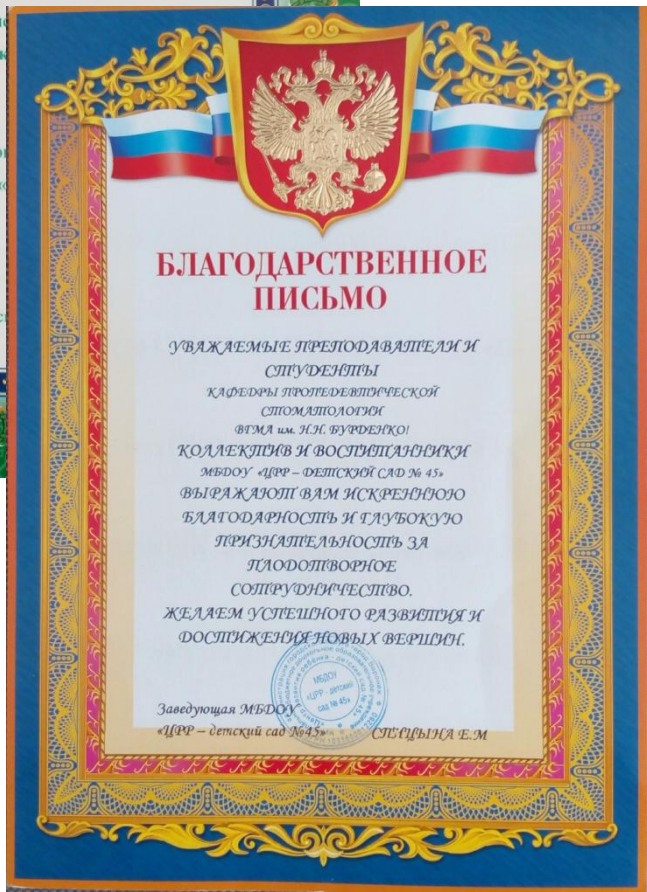 БЛАГОДАРСТВЕННОЕ
ПИСЬМО
УВАЖАЕМЫЕ ПРЕПОДАВАТЕЛИ И
СТУДЕНТЫ
КАФЕДРЫ ПРОПЕДЕВТИЧЕСКОЙ
СТОМАТОЛОГИИ
ВГМА им. Н.Н. БУРДЕНКО!
КОЛЛЕКТИВ И ВОСПИТАННИКИ
МБДОУ «ЦРР – ДЕТСКИЙ САД № 45»
ВЫРАЖАЮТ ВАМ ИСКРЕННЮЮ
БЛАГОДАРНОСТЬ И ГЛУБОКУЮ
ПРИЗНАТЕЛЬНОСТЬ ЗА
ПЛОДОТВОРНОЕ
СОТРУДНИЧЕСТВО.
ЖЕЛАЕМ УСПЕШНОГО РАЗВИТИЯ И
ДОСТИЖЕНИЯ НОВЫХ ВЕРШИН.
МБДОУ
«ЦРР - детский
сад № 45»
Заведующая МБДОУ
«ЦРР – детский сад №45» СПИЦЫНА Е.М